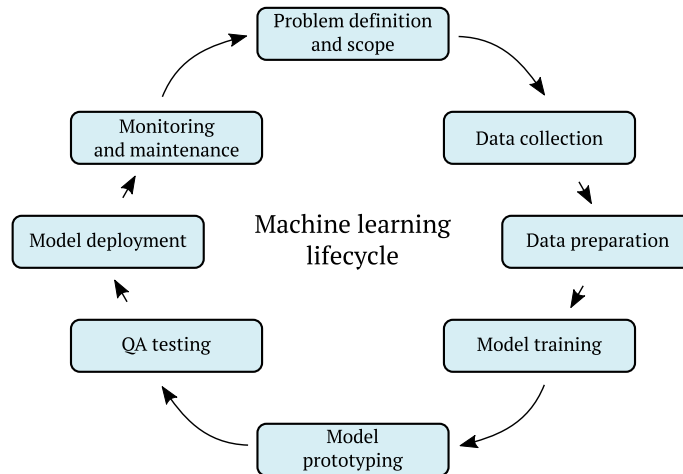 Problem definition
and scope
Monitoring
and maintenance
Data collection
Model deployment
Machine learning
lifecycle
Data preparation
QA testing
Model training
Model
prototyping